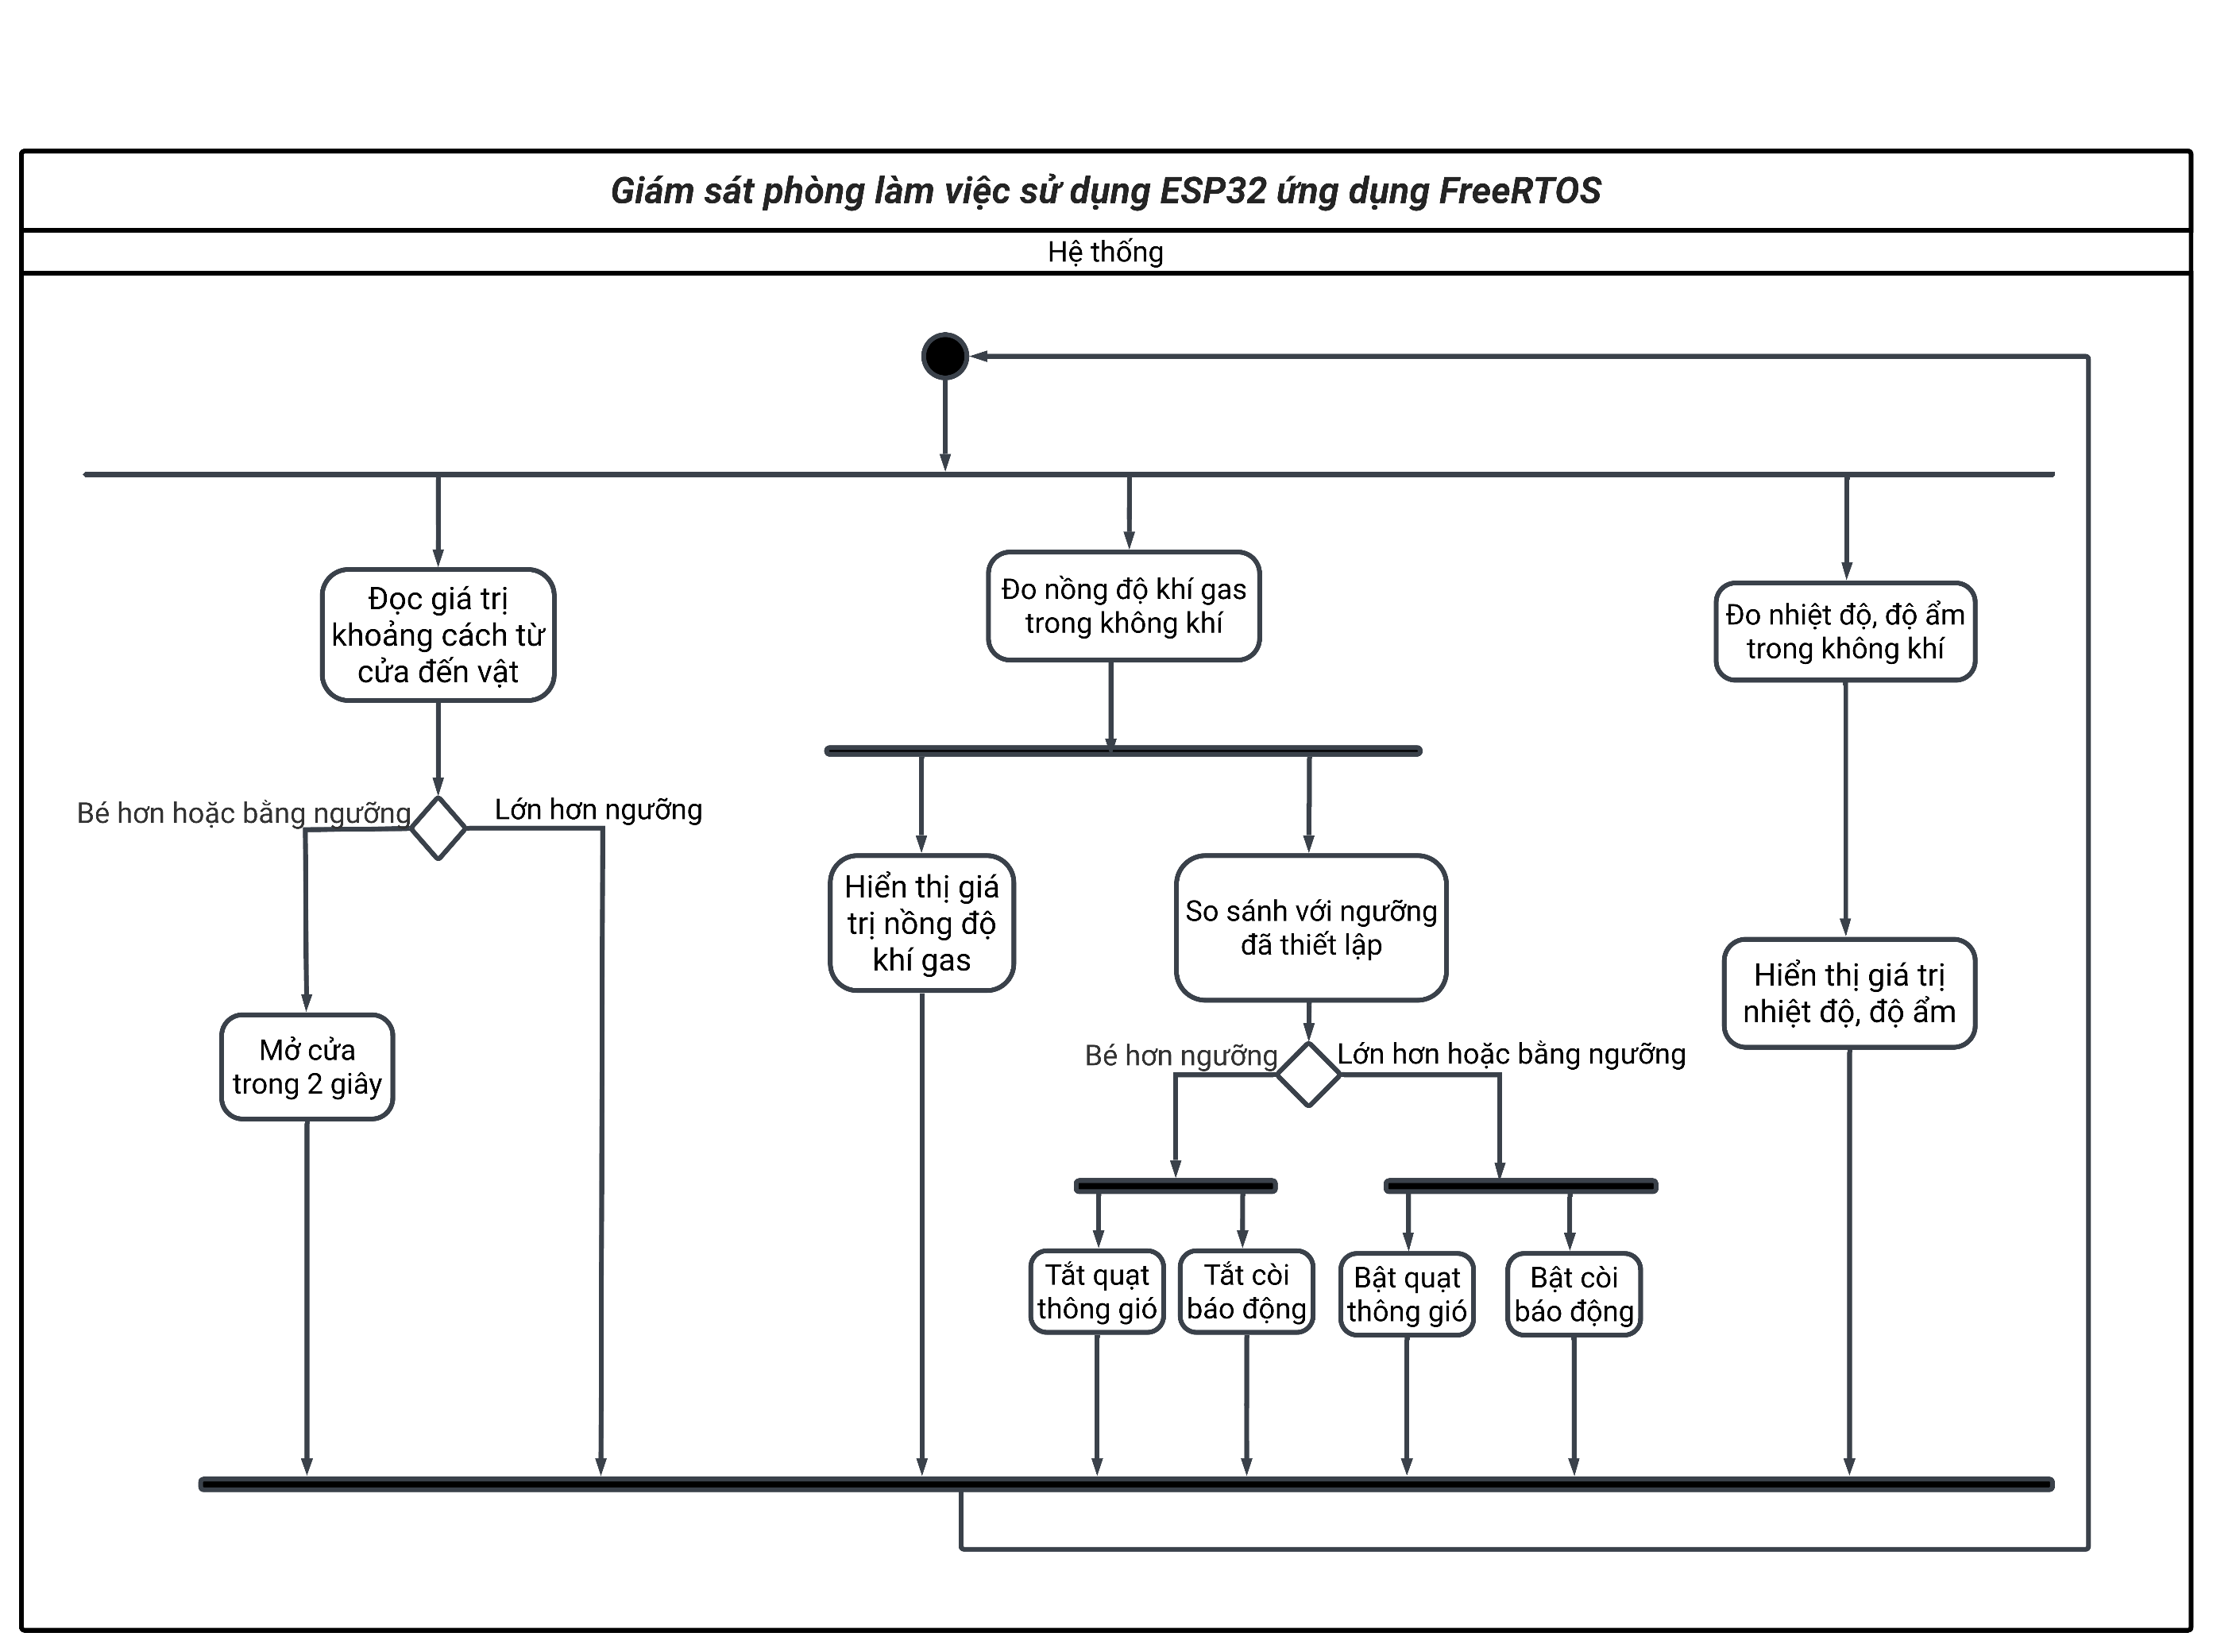 Giám sát phòng làm việc sử dụng ESP32 ứng dụng FreeRTOS
Hệ thống
Đọc giá trị
khoảng cách từ
cửa đến vật
Đo nồng độ khí gas
trong không khí
Đo nhiệt độ, độ ẩm
trong không khí
Bé hơn hoặc bằng ngưỡng
Lớn hơn ngưỡng
Hiển thị giá
trị nồng độ
khí gas
So sánh với ngưỡng
đã thiết lập
Hiển thị giá trị
nhiệt độ, độ ẩm
Mở cửa
trong 2 giây
Bé hơn ngưỡng
Lớn hơn hoặc bằng ngưỡng
Tắt quạt
thông gió
Tắt còi
báo động
Bật quạt
thông gió
Bật còi
báo động